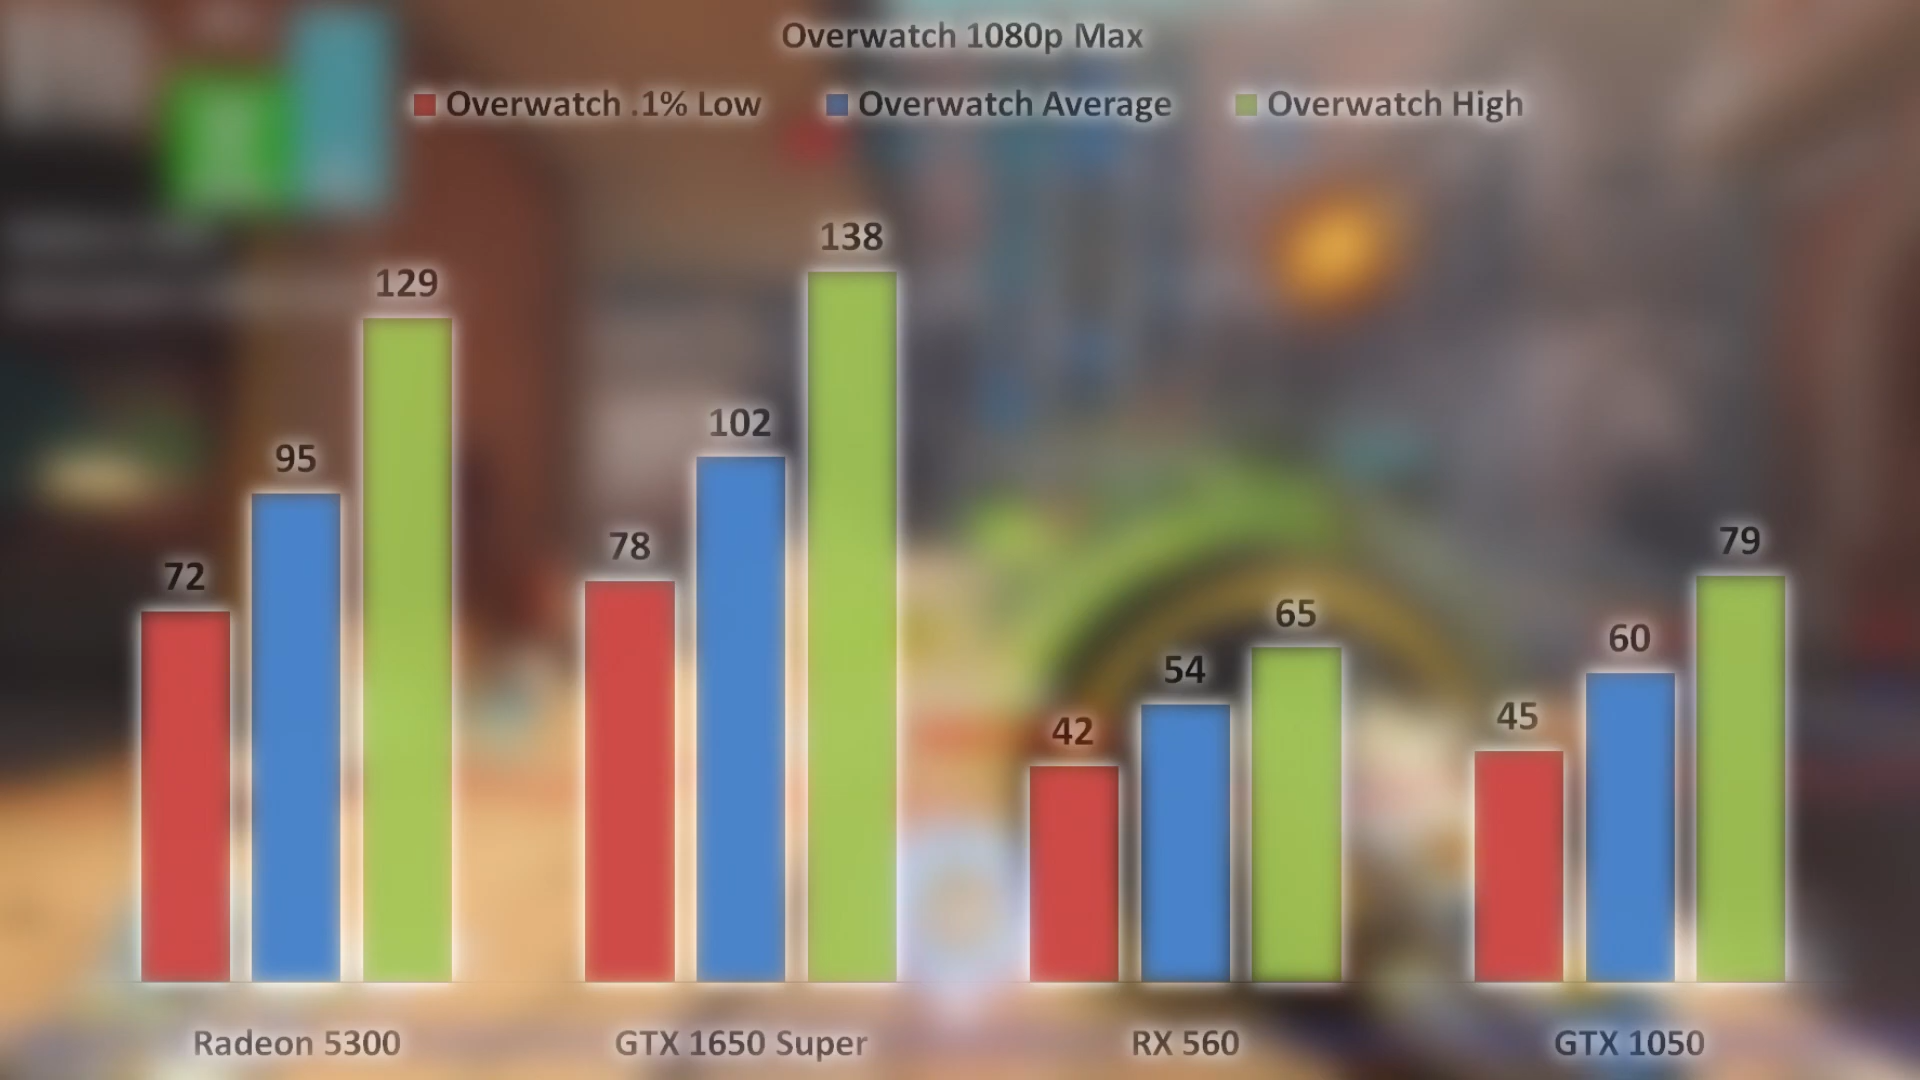 Overwatch 1080p Max
Overwatch .1% Low Overwatch Average Overwatch High
72 95 129
78 102 138
42 54 65
45 60 79
Radeon 5300 GTX 1650 Super RX 560 GTX 1050